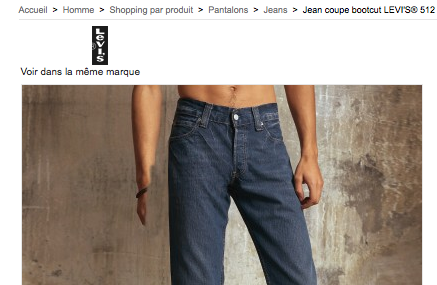 Accueil > Homme > Shopping par produit > Pantalons > Jeans > Jean coupe bootcut LEVI'S® 512
Levi's
Voir dans la même marque